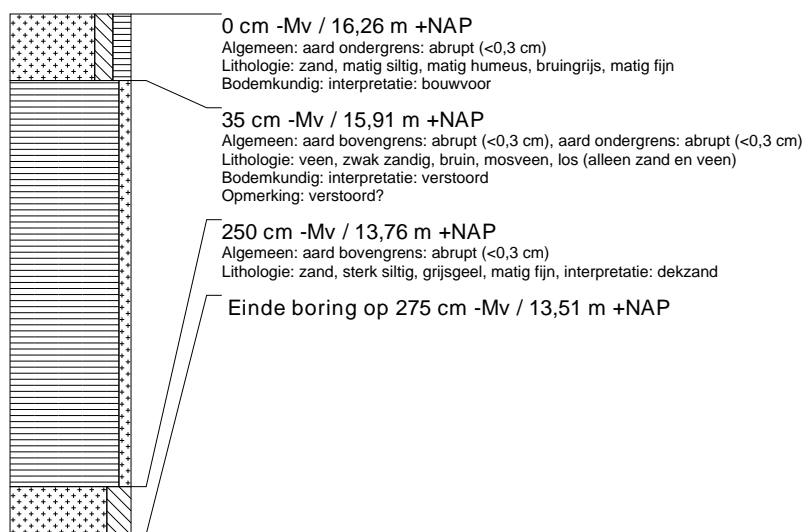 0 cm -Mv / 16,26 m +NAP
Algemeen: aard ondergrens: abrupt (<0,3 cm)
Lithologie: zand, matig siltig, matig humeus, bruingrijs, matig fijn
Bodemkundig: interpretatie: bouwvoor
35 cm -Mv / 15,91 m +NAP
Algemeen: aard bovengrens: abrupt (<0,3 cm), aard ondergrens: abrupt (<0,3 cm)
Lithologie: veen, zwak zandig, bruin, mosveen, los (alleen zand en veen)
Bodemkundig: interpretatie: verstoord
Opmerking: verstoord?
250 cm -Mv / 13,76 m +NAP
Algemeen: aard bovengrens: abrupt (<0,3 cm)
Lithologie: zand, sterk siltig, grijsgeel, matig fijn, interpretatie: dekzand
Einde boring op 275 cm -Mv / 13,51 m +NAP